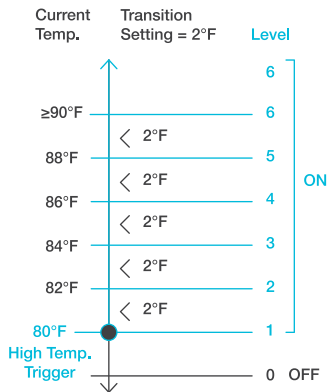 Current Temp.
Transition Setting = 2°F
Level
6
≥90°F 6
2°F
88°F 5
2°F
86°F 4
2°F
ON
84°F 3
2°F
82°F 2
2°F
80°F 1
High Temp. Trigger
0 OFF